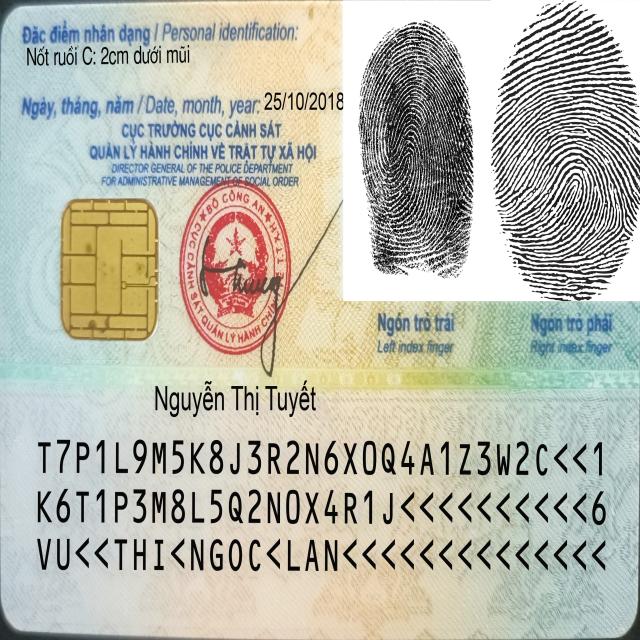 Đặc điểm nhân dạng / Personal identification:
Nốt ruồi C: 2cm dưới mũi
Ngày, tháng, năm / Date, month, year: 25/10/2018
CỤC TRƯỞNG CỤC CẢNH SÁT
QUẢN LÝ HÀNH CHÍNH VỀ TRẬT TỰ XÃ HỘI
DIRECTOR GENERAL OF THE POLICE DEPARTMENT
FOR ADMINISTRATIVE MANAGEMENT OF SOCIAL ORDER
BỘ CÔNG AN
CỤC CẢNH SÁT QUẢN LÝ HÀNH CHÍNH
Ngón trỏ trái
Left index finger
Ngón trỏ phải
Right index finger
Nguyễn Thị Tuyết
T7P1L9M5K8J3R2N6X0Q4A1Z3W2C<<1
K6T1P3M8L5Q2N0X4R1J<<<<<<<<<<6
VU<<THI<NGOC<LAN<<<<<<<<<<<<<<